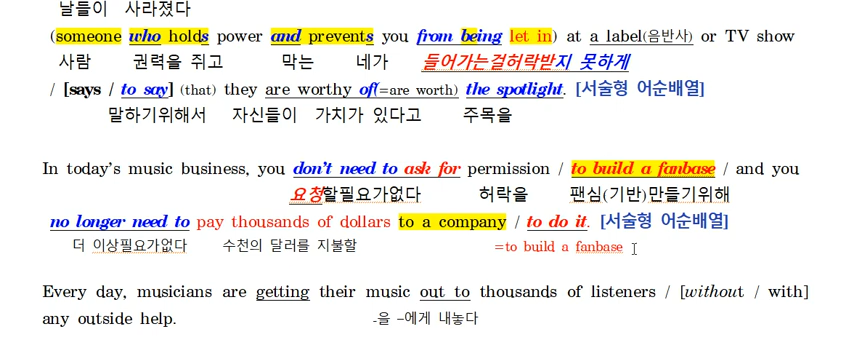 날들이 사라졌다
(someone who holds power and prevents you from being let in) at a label(음반사) or TV show
사람 권력을 쥐고 막는 네가 들어가는걸허락받지 못하게
/ [says / to say] (that) they are worthy of(=are worth) the spotlight. [서술형 어순배열]
말하기위해서 자신들이 가치가 있다고 주목을
In today's music business, you don't need to ask for permission / to build a fanbase / and you
요청할필요가없다 허락을 팬심(기반)만들기위해
no longer need to pay thousands of dollars to a company / to do it. [서술형 어순배열]
더 이상필요가없다 수천의 달러를 지불할 =to build a fanbase
Every day, musicians are getting their music out to thousands of listeners / [without / with]
any outside help. -을 –에게 내놓다